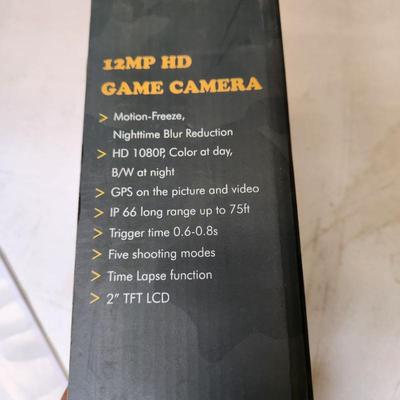 12MP HD
GAME CAMERA
> Motion-Freeze,
Nighttime Blur Reduction
> HD 1080P, Color at day,
B/W at night
> GPS on the picture and video
> IP 66 long range up to 75ft
> Trigger time 0.6-0.8s
> Five shooting modes
> Time Lapse function
> 2" TFT LCD